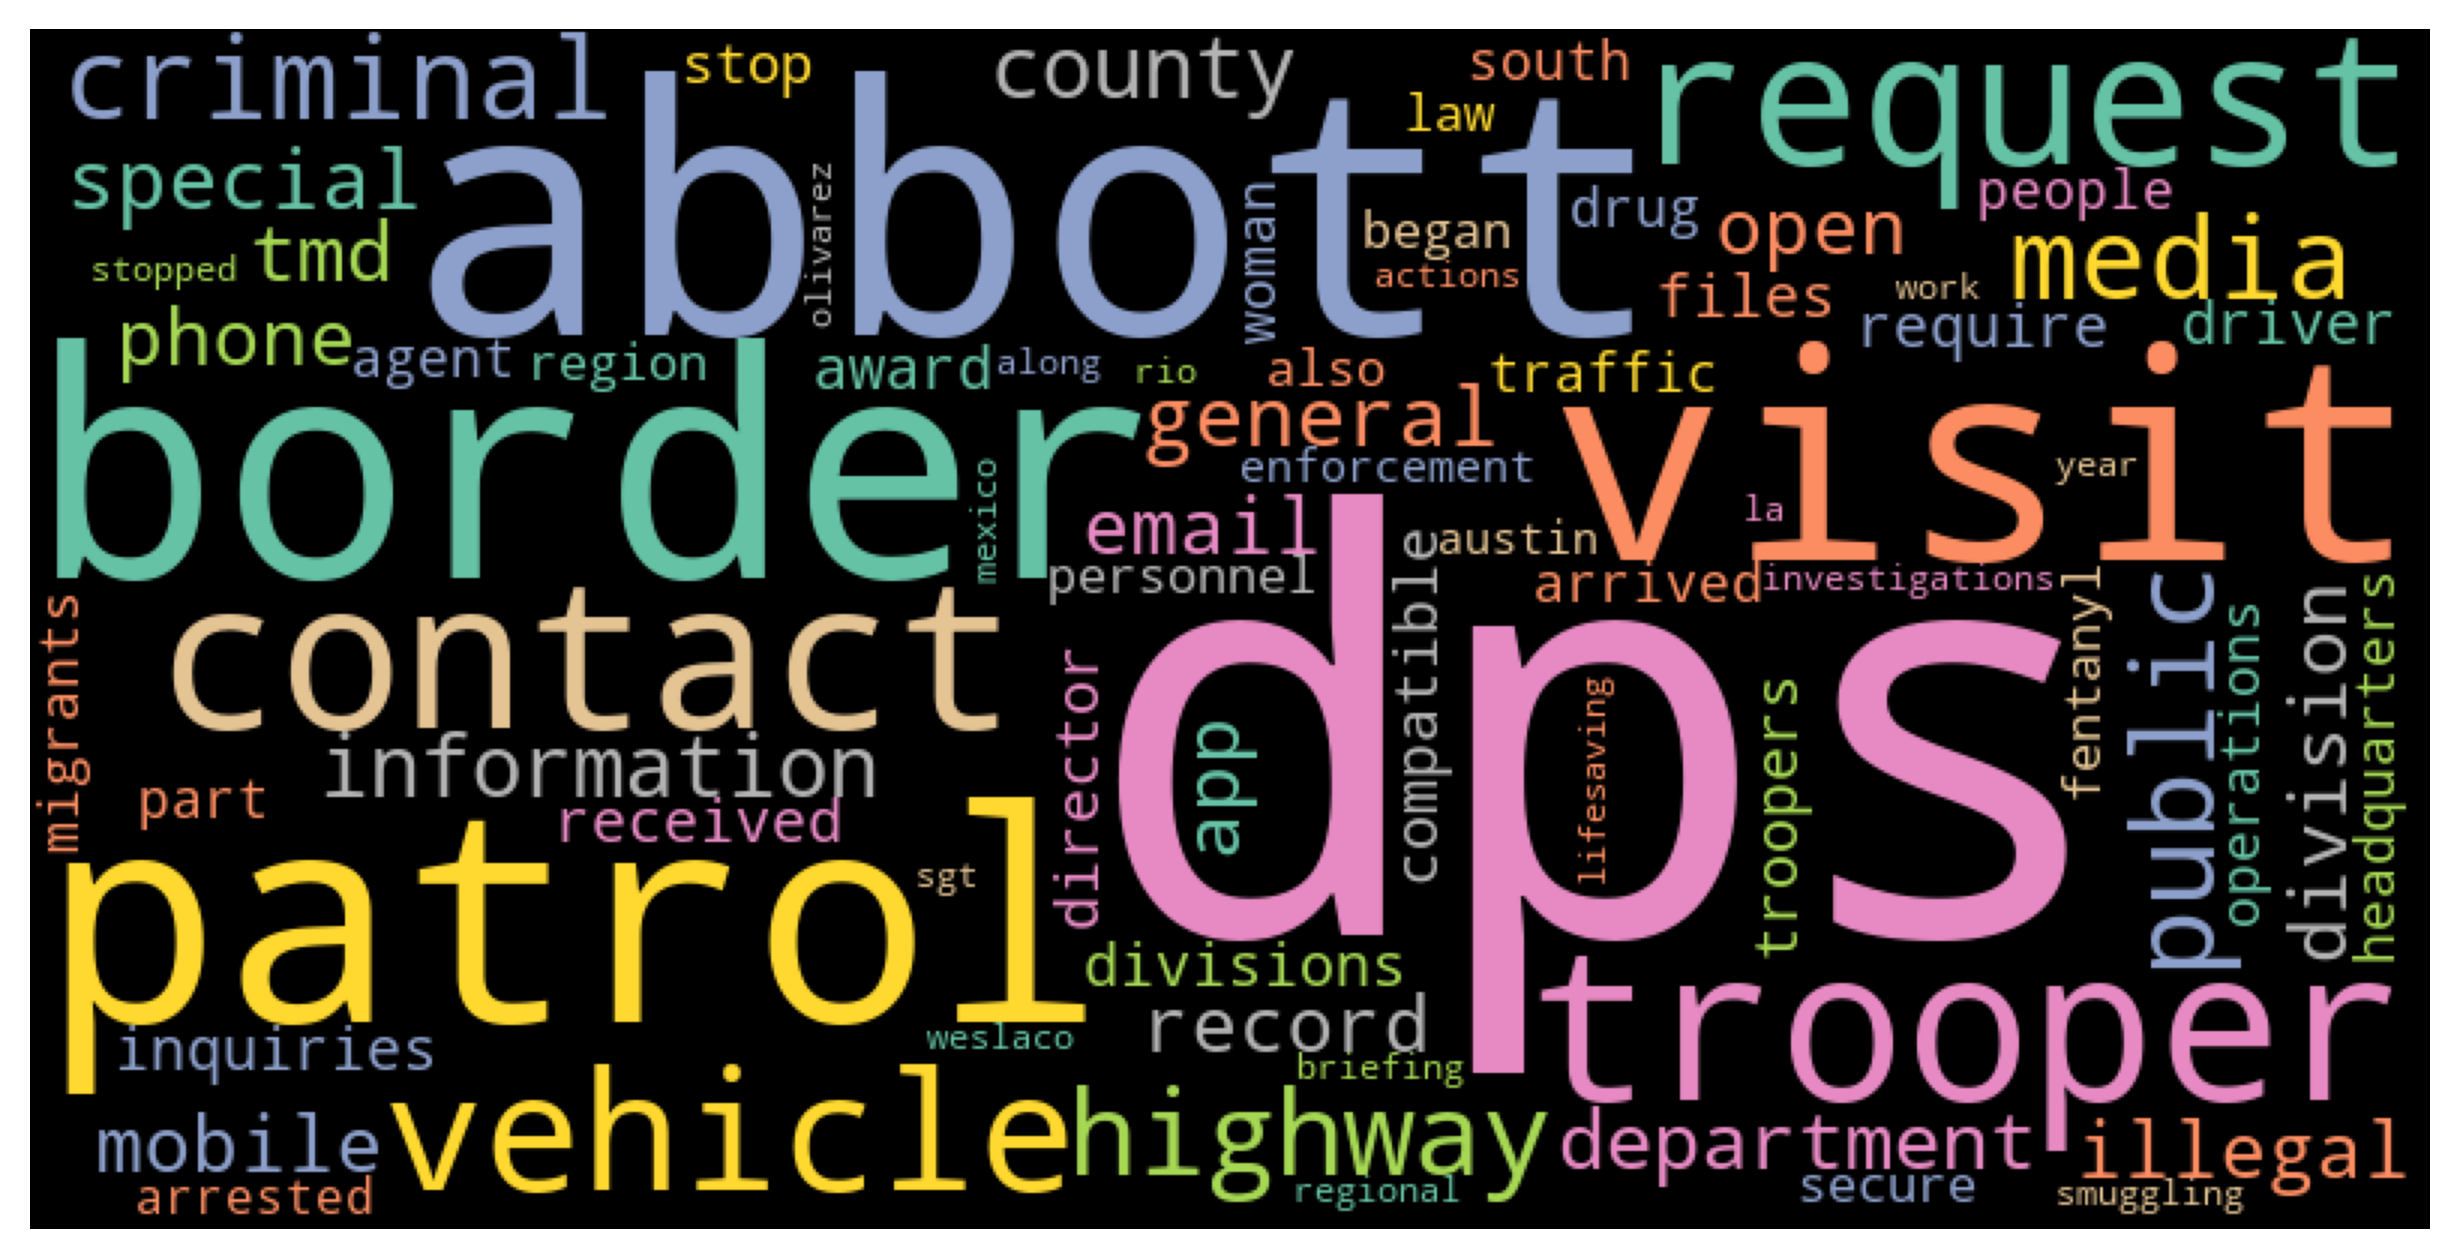 criminal
stop
county
south
request
law
abbott
special
olivarez
woman
began
drug
open
people
tmd
stopped
actions
files
work
media
phone
agent
region
award
along
rio
also
traffic
require
driver
border
general
visit
mexico
enforcement
year
email
la
austin
personnel
compatible
arrived
investigations
contact
migrants
dps
director
app
lifesaving
troopers
fentanyl
public
operations
division
headquarters
information
part
received
patrol
sgt
divisions
trooper
inquiries
weslaco
record
briefing
vehicle
highway
mobile
department
illegal
arrested
regional
secure
smuggling